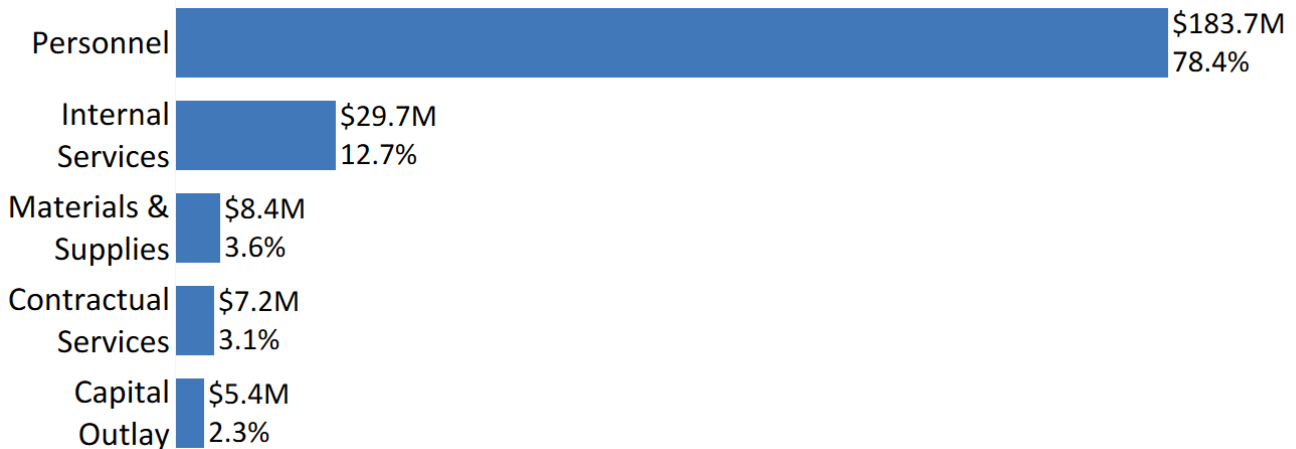 Personnel
$183.7M
78.4%
Internal
Services
$29.7M
12.7%
Materials &
Supplies
$8.4M
3.6%
Contractual
Services
$7.2M
3.1%
Capital
Outlay
$5.4M
2.3%